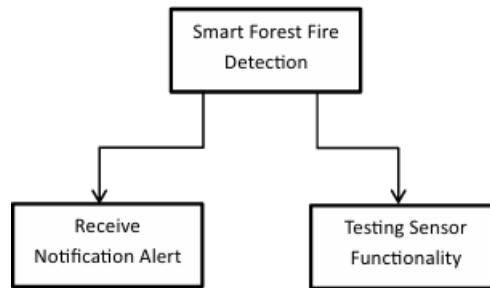 Smart Forest Fire
Detection
Receive
Notification Alert
Testing Sensor
Functionality